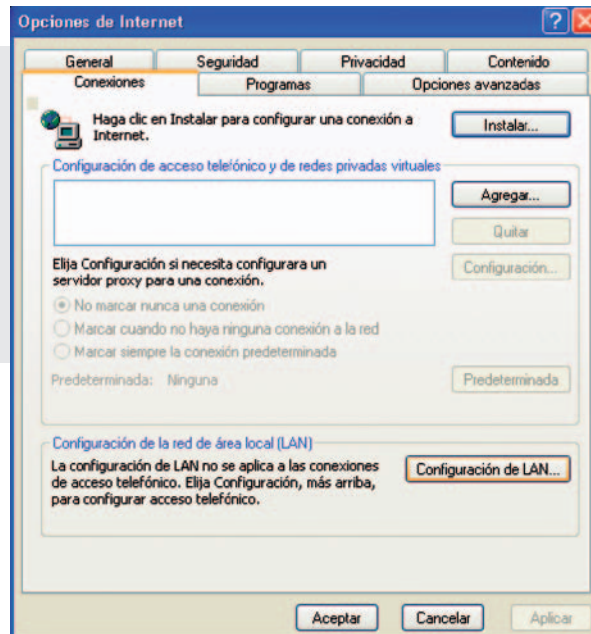 Opciones de Internet
General
Seguridad
Privacidad
Contenido
Conexiones
Programas
Opciones avanzadas
Haga clic en Instalar para configurar una conexión a
Internet.
Instalar...
Configuración de acceso telefónico y de redes privadas virtuales
Agregar...
Quitar
Elija Configuración si necesita configurara un
servidor proxy para una conexión.
Configuración...
No marcar nunca una conexión
Marcar cuando no haya ninguna conexión a la red
Marcar siempre la conexión predeterminada
Predeterminada: Ninguna
Predeterminada
Configuración de la red de área local (LAN)
La configuración de LAN no se aplica a las conexiones
de acceso telefónico. Elija Configuración, más arriba,
para configurar acceso telefónico.
Configuración de LAN...
Aceptar
Cancelar
Aplicar